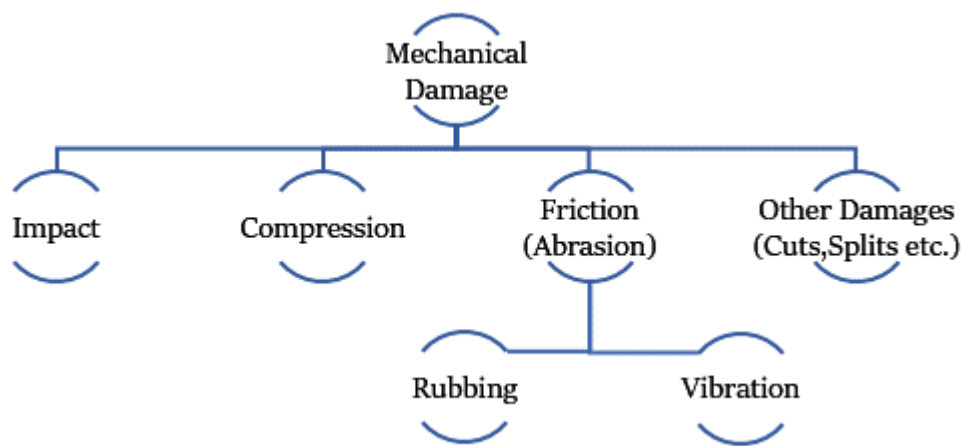 Mechanical
Damage
Impact
Compression
Friction
(Abrasion)
Other Damages
(Cuts,Splits etc.)
Rubbing
Vibration